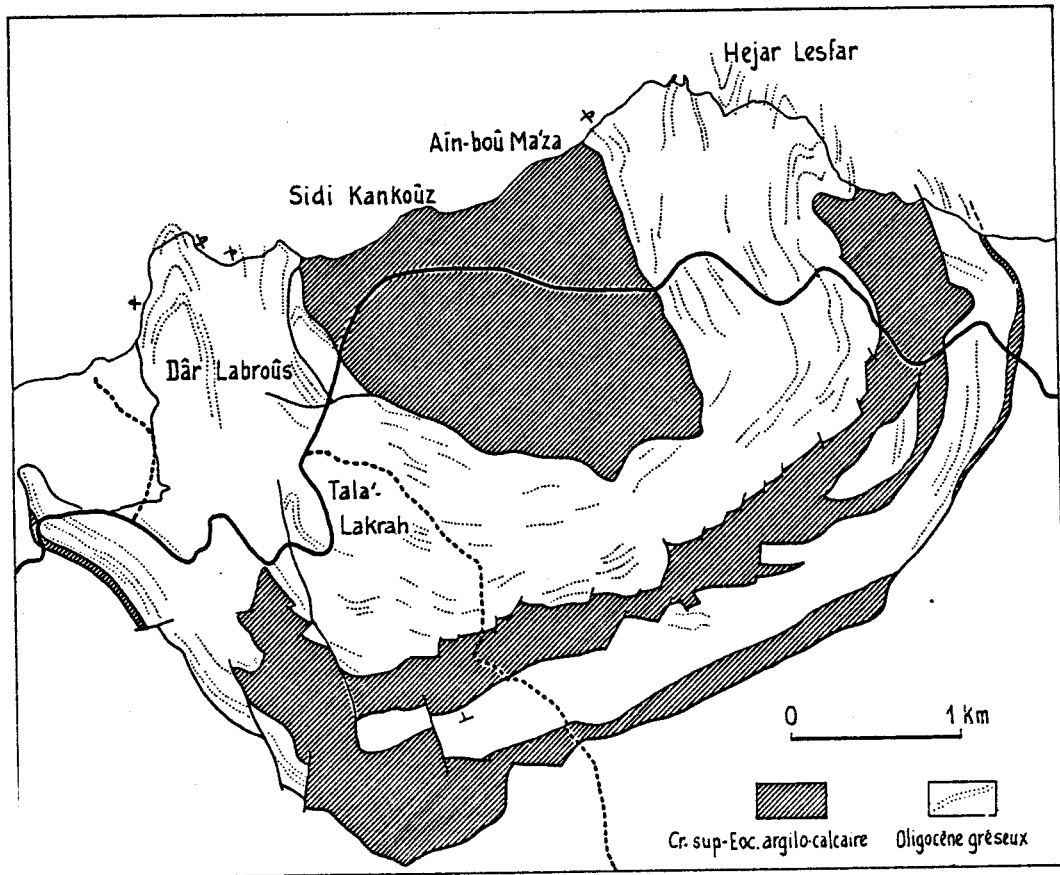 Hejar Lesfar
Aïn-boû Ma'za
Sidi Kankoûz
Dâr Labroûs
Tala'-
Lakrah
0 1 Km
Cr. sup-Eoc. argilo-calcaire
Oligocène gréseux